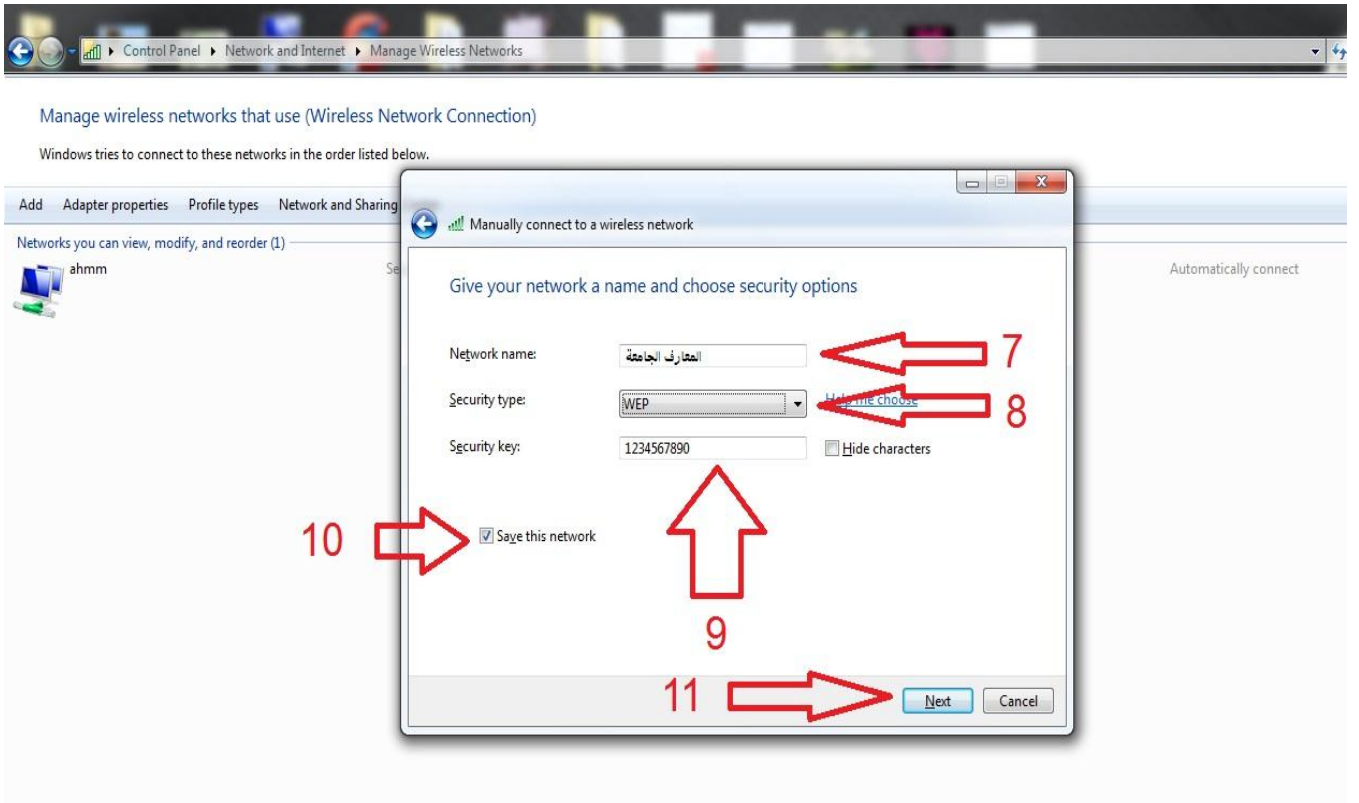 Control Panel ▸ Network and Internet ▸ Manage Wireless Networks
Manage wireless networks that use (Wireless Network Connection)
Windows tries to connect to these networks in the order listed below.
Add Adapter properties Profile types Network and Sharing
Networks you can view, modify, and reorder (1)
ahmm Se Automatically connect
Manually connect to a wireless network
Give your network a name and choose security options
Network name: المعارف الجامعة 7
Security type: WEP Help me choose 8
Security key: 1234567890 Hide characters
10 Save this network
9
11 Next Cancel